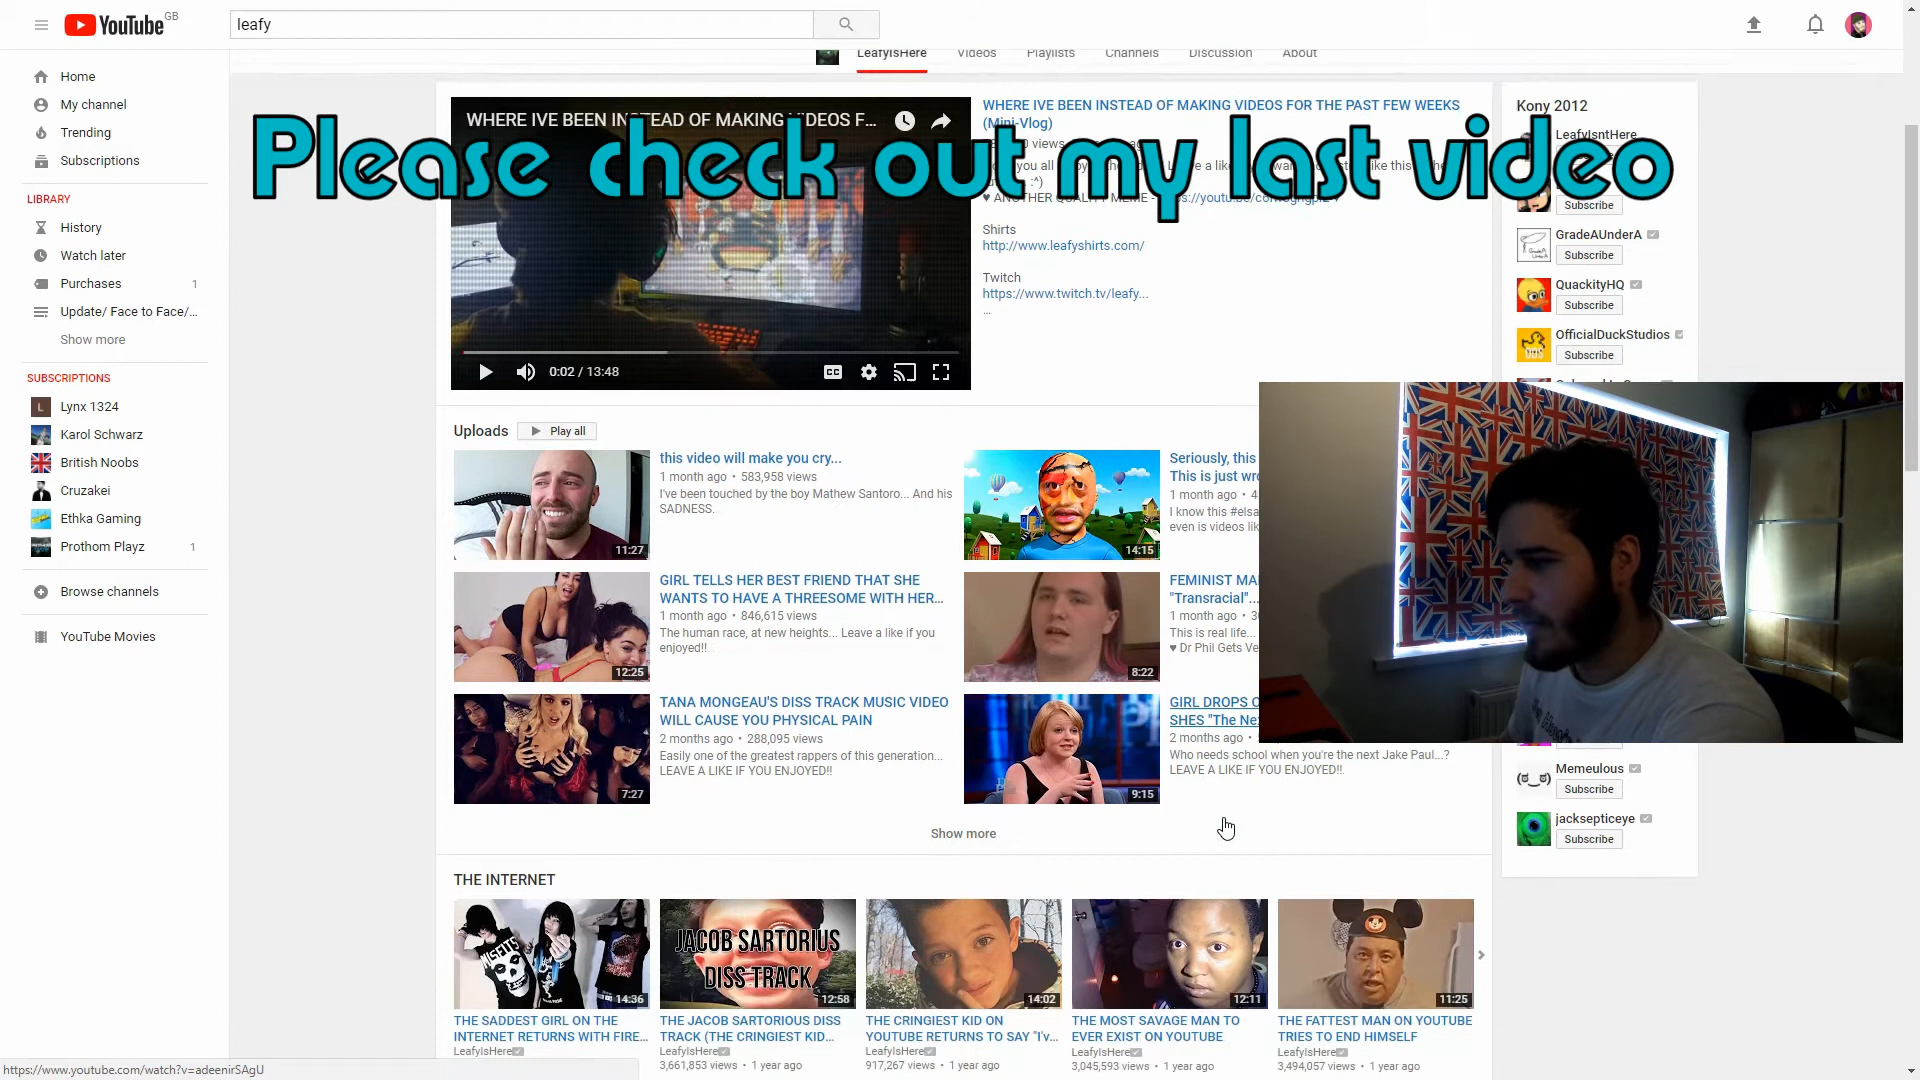 YouTube GB
leafy
LeafyIsHere Videos Playlists Channels Discussion About
Home
My channel
Trending
Subscriptions
LIBRARY
History
Watch later
Purchases 1
Update/ Face to Face/...
Show more
SUBSCRIPTIONS
L Lynx 1324
Karol Schwarz
British Noobs
Cruzakei
Ethka Gaming
Prothom Playz 1
Browse channels
YouTube Movies
Please check out my last video
WHERE IVE BEEN INSTEAD OF MAKING VIDEOS F...
0:02 / 13:48
CC
WHERE IVE BEEN INSTEAD OF MAKING VIDEOS FOR THE PAST FEW WEEKS
(Mini-Vlog)
Shirts
http://www.leafyshirts.com/
Twitch
https://www.twitch.tv/leafy...
...
Uploads Play all
11:27
this video will make you cry...
1 month ago • 583,958 views
I've been touched by the boy Mathew Santoro... And his
SADNESS.
14:15
Seriously, this
This is just wro
1 month ago • 4
I know this #elsa
even is videos lik
12:25
GIRL TELLS HER BEST FRIEND THAT SHE
WANTS TO HAVE A THREESOME WITH HER...
1 month ago • 846,615 views
The human race, at new heights... Leave a like if you
enjoyed!!
8:22
FEMINIST MA
"Transracial"...
1 month ago • 3
This is real life...
♥ Dr Phil Gets Ve
7:27
TANA MONGEAU'S DISS TRACK MUSIC VIDEO
WILL CAUSE YOU PHYSICAL PAIN
2 months ago • 288,095 views
Easily one of the greatest rappers of this generation...
LEAVE A LIKE IF YOU ENJOYED!!
9:15
GIRL DROPS O
SHES "The Nex
2 months ago •
Who needs school when you're the next Jake Paul...?
LEAVE A LIKE IF YOU ENJOYED!!.
Show more
THE INTERNET
14:36
THE SADDEST GIRL ON THE
INTERNET RETURNS WITH FIRE...
LeafyIsHere
JACOB SARTORIUS
DISS TRACK
12:58
THE JACOB SARTORIOUS DISS
TRACK (THE CRINGIEST KID...
LeafyIsHere
3,661,853 views • 1 year ago
14:02
THE CRINGIEST KID ON
YOUTUBE RETURNS TO SAY "I'v...
LeafyIsHere
917,267 views • 1 year ago
12:11
THE MOST SAVAGE MAN TO
EVER EXIST ON YOUTUBE
LeafyIsHere
3,045,593 views • 1 year ago
11:25
THE FATTEST MAN ON YOUTUBE
TRIES TO END HIMSELF
LeafyIsHere
3,494,057 views • 1 year ago
Kony 2012
LeafyIsntHere
Subscribe
GradeAUnderA
Subscribe
QuackityHQ
Subscribe
OfficialDuckStudios
Subscribe
Memeulous
Subscribe
jacksepticeye
Subscribe
https://www.youtube.com/watch?v=adeenirSAgU